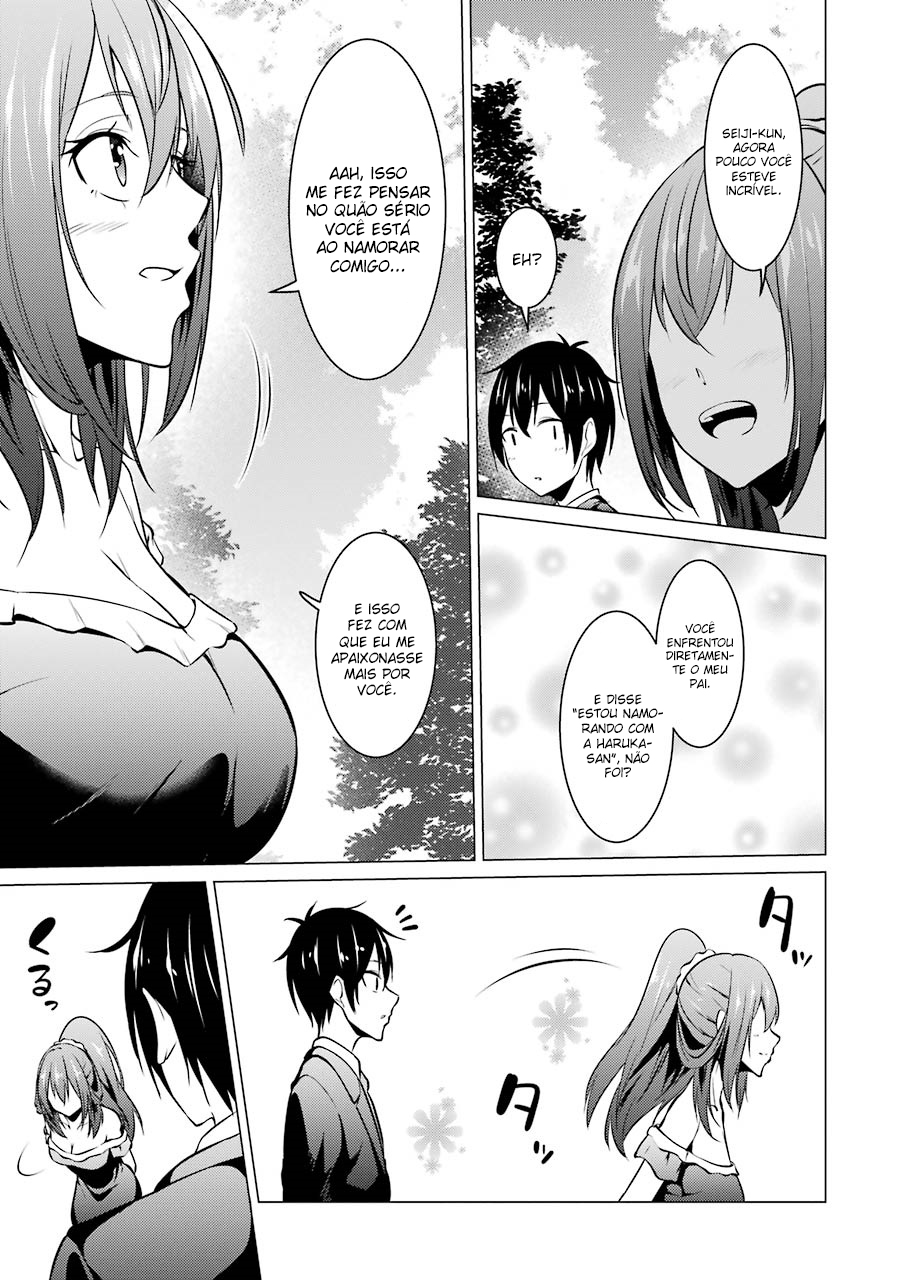 SEIJI-KUN,
AGORA
POUCO VOCÊ
ESTEVE
INCRÍVEL.
EH?
VOCÊ
ENFRENTOU
DIRETAMEN-
TE O MEU
PAI.
E DISSE
"ESTOU NAMO-
RANDO COM
A HARUKA-
SAN", NÃO
FOI?
AAH, ISSO
ME FEZ PENSAR
NO QUÃO SÉRIO
VOCÊ ESTÁ
AO NAMORAR
COMIGO...
E ISSO
FEZ COM
QUE EU ME
APAIXONASSE
MAIS POR
VOCÊ.
タッ
タッ
くるっ